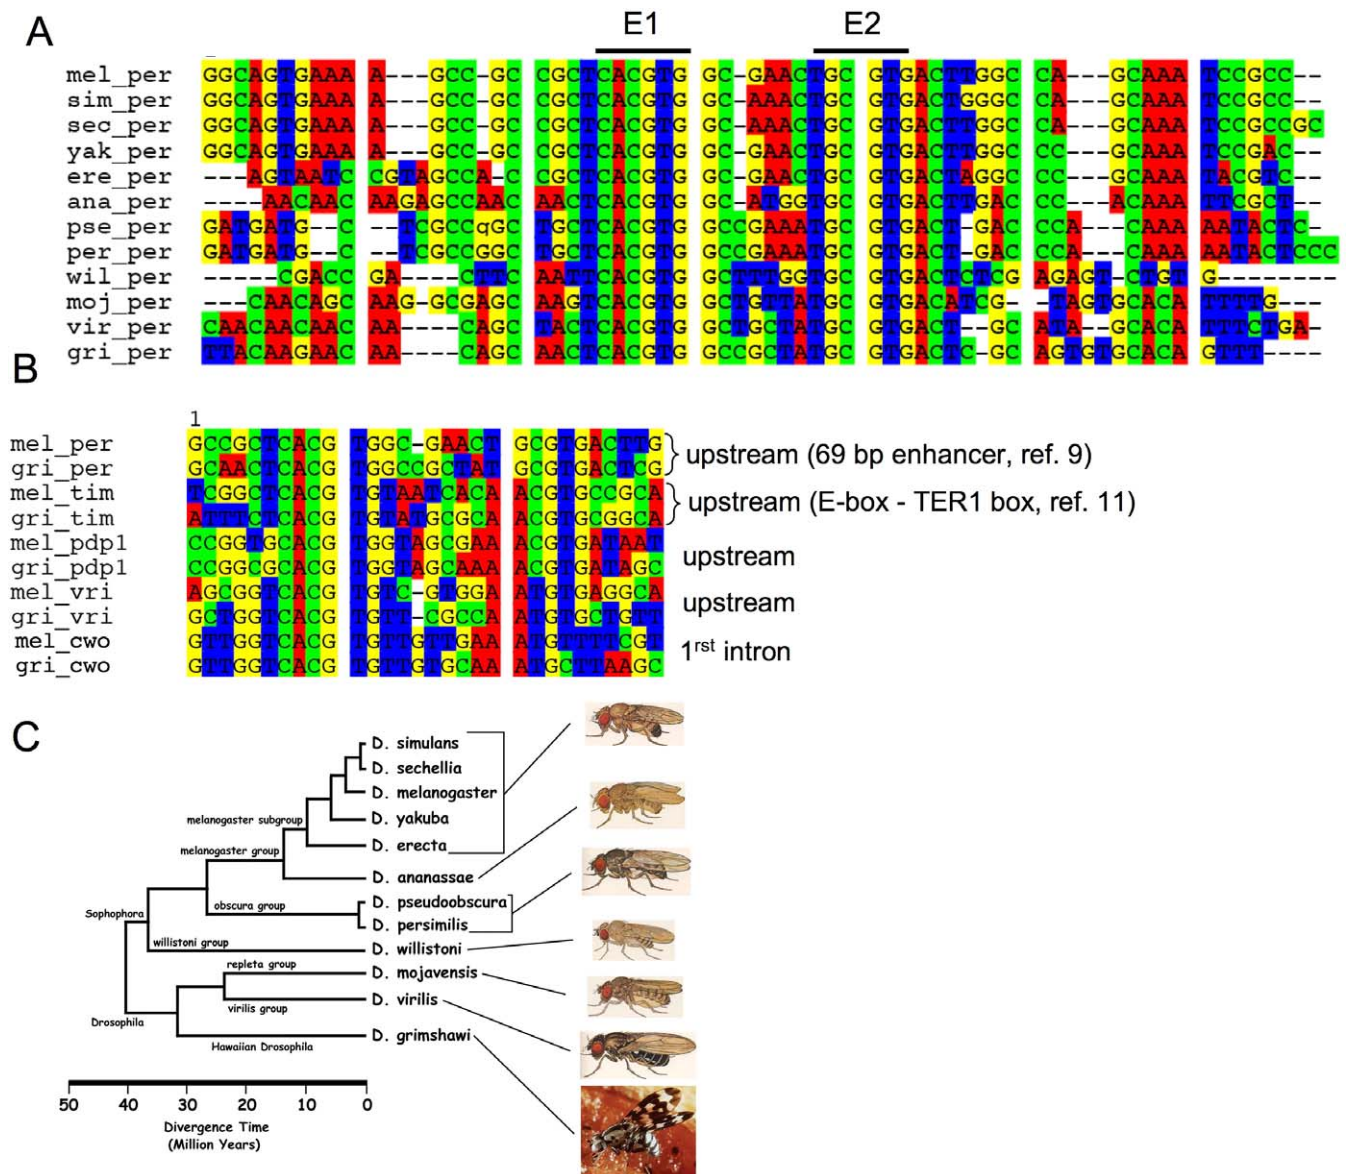 A
E1 E2
mel_per GGCAGTGAAA A---GCC-GC CGCTCACGTG GC-GAACTGC GTGACTTGGC CA---GCAAA TCCGCC--
sim_per GGCAGTGAAA A---GCC-GC CGCTCACGTG GC-AAACTGC GTGACTGGGC CA---GCAAA TCCGCC--
sec_per GGCAGTGAAA A---GCC-GC CGCTCACGTG GC-AAACTGC GTGACTTGGC CA---GCAAA TCCGCCGC
yak_per GGCAGTGAAA A---GCC-GC CGCTCACGTG GC-GAACTGC GTGACTTGGC CC---GCAAA TCCGAC--
ere_per ---AGTAATC CGTAGCCA-C CGCTCACGTG GC-GAACTGC GTGACTAGGC CC---GCAAA TACGTC--
ana_per ----AACAAC AAGAGCCAAC AACTCACGTG GC-ATGGTGC GTGACTTGAC CC---ACAAA TTCGCT--
pse_per GATGATG--C --TCGCCgGC TGCTCACGTG GCCGAAATGC GTGACT-GAC CCA---CAAA AATACTC--
per_per GATGATG--C --TCGCCGGC TGCTCACGTG GCCGAAATGC GTGACT-GAC CCA---CAAA AATACTCCC
wil_per -----CGACC GA----CTTC AATTCACGTG GCTTTGGTGC GTGACTCTCG AGAGT-CTGT G-------
moj_per ---CAACAGC AAG-GCGAGC AAGTCACGTG GCTGTTATGC GTGACATCG- -TAGTGCACA TTTTG---
vir_per CAACAACAAC AA----CAGC TACTCACGTG GCTGCTATGC GTGACT--GC ATA--GCACA TTTCTGA-
gri_per TTACAAGAAC AA----CAGC AACTCACGTG GCCGCTATGC GTGACTC-GC AGTGTGCACA GTTT----
B
1
mel_per GCCGCTCACG TGGC-GAACT GCGTGACTTG
gri_per GCAACTCACG TGGCCGCTAT GCGTGACTCG
upstream (69 bp enhancer, ref. 9)
mel_tim TCGGCTCACG TGTAATCACA ACGTGCCGCA
gri_tim ATTTCTCACG TGTATGCGCA ACGTGCGGCA
upstream (E-box - TER1 box, ref. 11)
mel_pdp1 CCGGTGCACG TGGTAGCGAA ACGTGATAAT
gri_pdp1 CCGGCGCACG TGGTAGCAAA ACGTGATAGC
upstream
mel_vri AGCGGTCACG TGTC-GTGGA ATGTGAGGCA
gri_vri GCTGGTCACG TGTT-CGCCA ATGTGCTGTT
upstream
mel_cwo GTTGGTCACG TGTTGTTGAA ATGTTTTCGT
gri_cwo GTTGGTCACG TGTTGTGCAA ATGCTTAAGC
1rst intron
C
D. simulans
D. sechellia
D. melanogaster
melanogaster subgroup
D. yakuba
D. erecta
melanogaster group
D. ananassae
D. pseudoobscura
obscura group
Sophophora
D. persimilis
willistoni group
D. willistoni
repleta group
D. mojavensis
D. virilis
virilis group
Drosophila
D. grimshawi
Hawaiian Drosophila
50 40 30 20 10 0
Divergence Time
(Million Years)